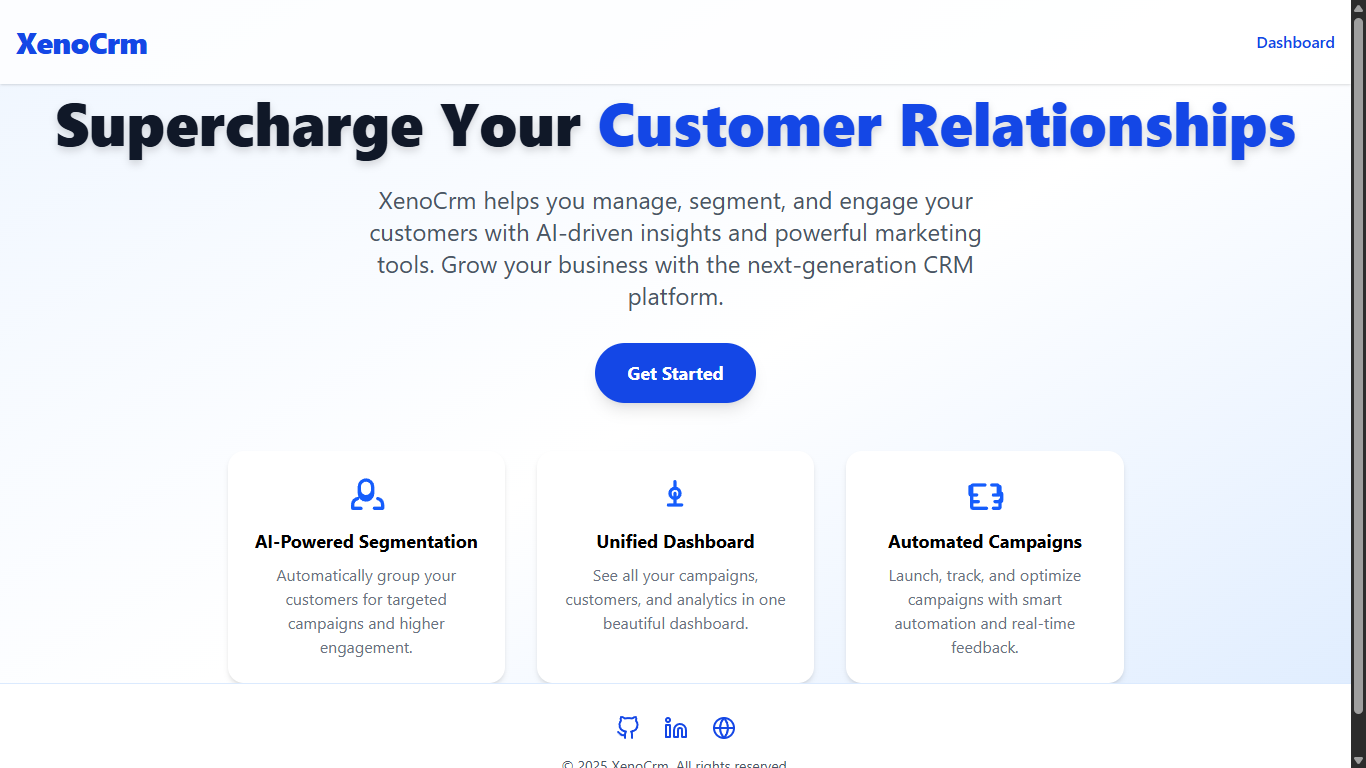 XenoCrm
Dashboard
Supercharge Your Customer Relationships
XenoCrm helps you manage, segment, and engage your
customers with AI-driven insights and powerful marketing
tools. Grow your business with the next-generation CRM
platform.
Get Started
AI-Powered Segmentation
Automatically group your
customers for targeted
campaigns and higher
engagement.
Unified Dashboard
See all your campaigns,
customers, and analytics in one
beautiful dashboard.
Automated Campaigns
Launch, track, and optimize
campaigns with smart
automation and real-time
feedback.
© 2025 XenoCrm. All rights reserved.